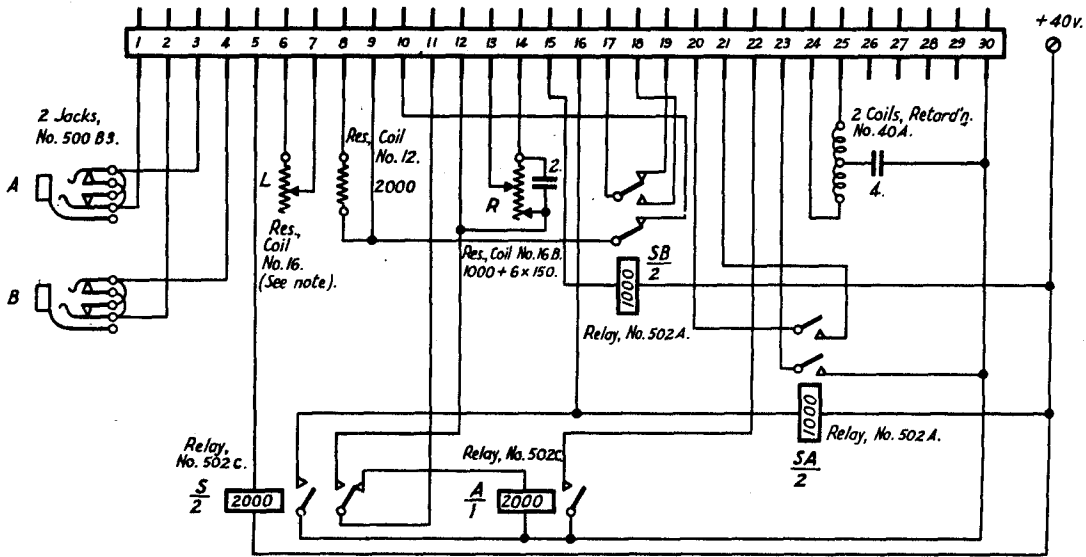 +40v.
1 2 3 4 5 6 7 8 9 10 11 12 13 14 15 16 17 18 19 20 21 22 23 24 25 26 27 28 29 30
2 Jacks,
No. 500 BS.
A
B
L
Res.,
Coil
No. 16.
(See note).
Res., Coil
No. 12.
2000
2.
R
Res., Coil No. 16 B.
1000 + 6 × 150.
SB
2
1000
Relay, No. 502A.
2 Coils, Retard'n.
No. 40A.
4.
1000
Relay, No. 502A.
SA
2
Relay,
No. 502C.
S
2
2000
Relay, No. 502C.
A
1
2000